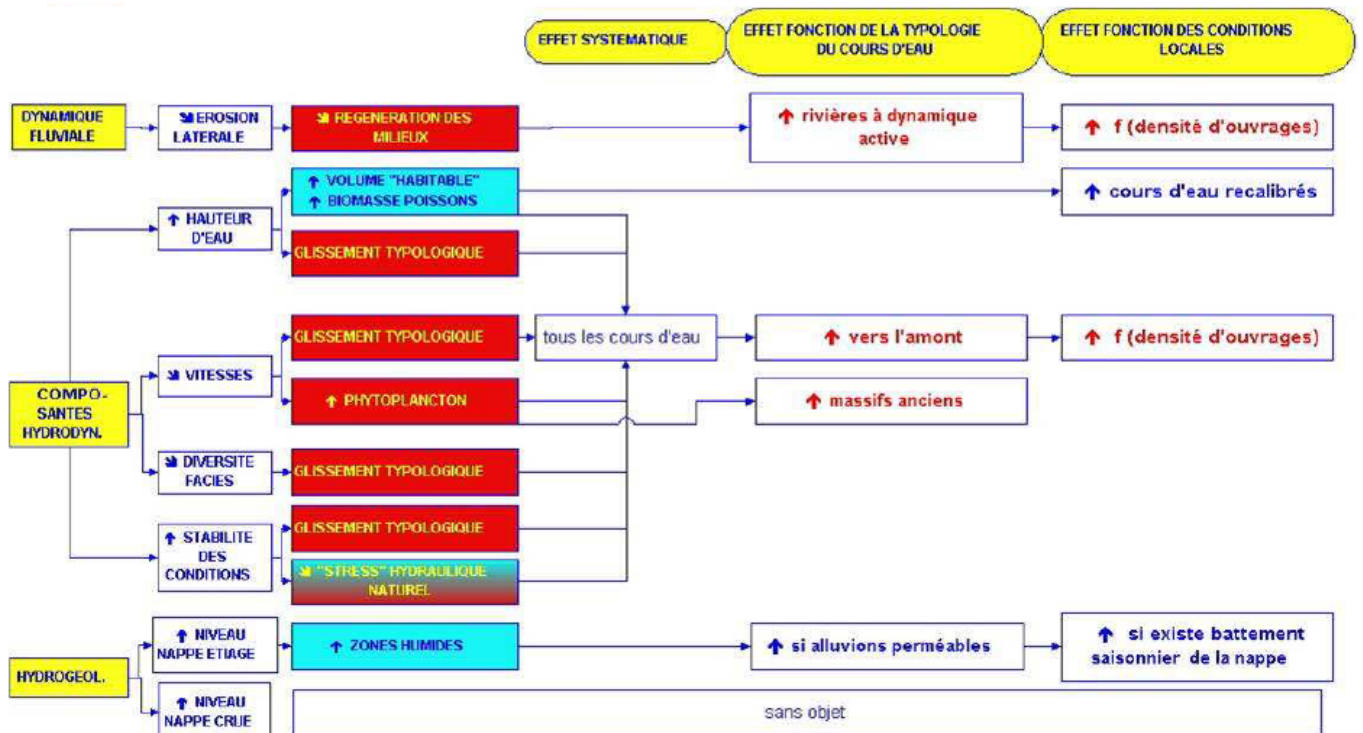 EFFET SYSTEMATIQUE
EFFET FONCTION DE LA TYPOLOGIE
DU COURS D'EAU
EFFET FONCTION DES CONDITIONS
LOCALES
DYNAMIQUE
FLUVIALE
↘ EROSION
LATERALE
↘ REGENERATION DES
MILIEUX
↑ rivières à dynamique
active
↑ f (densité d'ouvrages)
↑ HAUTEUR
D'EAU
↑ VOLUME "HABITABLE"
↑ BIOMASSE POISSONS
↑ cours d'eau recalibrés
GLISSEMENT TYPOLOGIQUE
COMPO-
SANTES
HYDRODYN.
↘ VITESSES
GLISSEMENT TYPOLOGIQUE
tous les cours d'eau
↑ vers l'amont
↑ f (densité d'ouvrages)
↑ PHYTOPLANCTON
↑ massifs anciens
↘ DIVERSITE
FACIES
GLISSEMENT TYPOLOGIQUE
↑ STABILITE
DES
CONDITIONS
GLISSEMENT TYPOLOGIQUE
↘ "STRESS" HYDRAULIQUE
NATUREL
HYDROGEOL.
↑ NIVEAU
NAPPE ETIAGE
↑ ZONES HUMIDES
↑ si alluvions perméables
↑ si existe battement
saisonnier de la nappe
↑ NIVEAU
NAPPE CRUE
sans objet